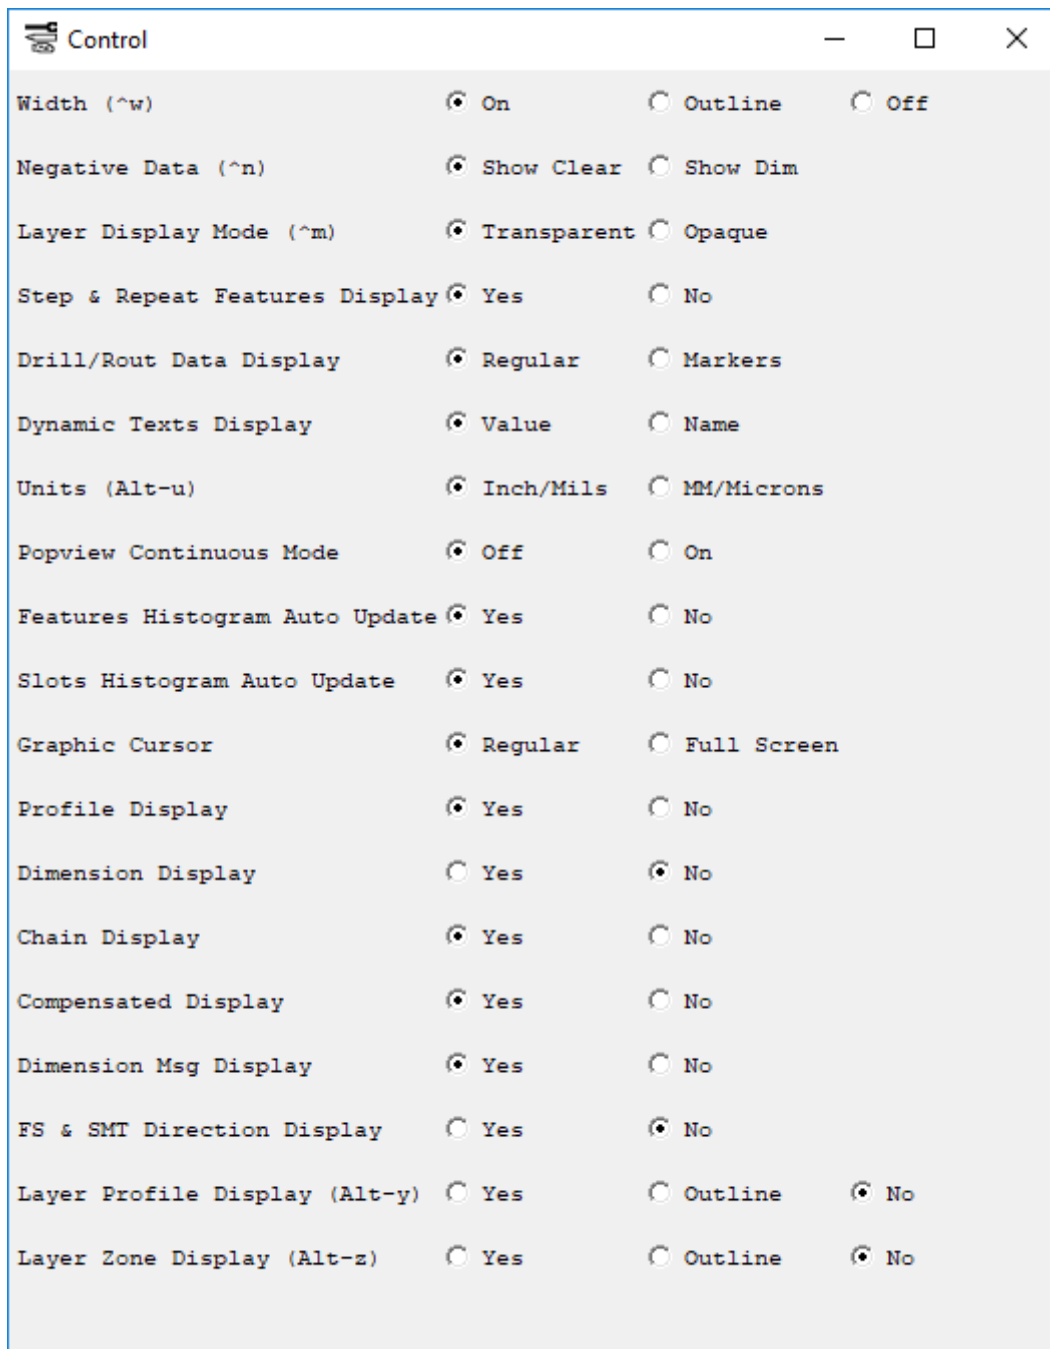 Control
Width (^w) On Outline Off
Negative Data (^n) Show Clear Show Dim
Layer Display Mode (^m) Transparent Opaque
Step & Repeat Features Display Yes No
Drill/Rout Data Display Regular Markers
Dynamic Texts Display Value Name
Units (Alt-u) Inch/Mils MM/Microns
Popview Continuous Mode Off On
Features Histogram Auto Update Yes No
Slots Histogram Auto Update Yes No
Graphic Cursor Regular Full Screen
Profile Display Yes No
Dimension Display Yes No
Chain Display Yes No
Compensated Display Yes No
Dimension Msg Display Yes No
FS & SMT Direction Display Yes No
Layer Profile Display (Alt-y) Yes Outline No
Layer Zone Display (Alt-z) Yes Outline No